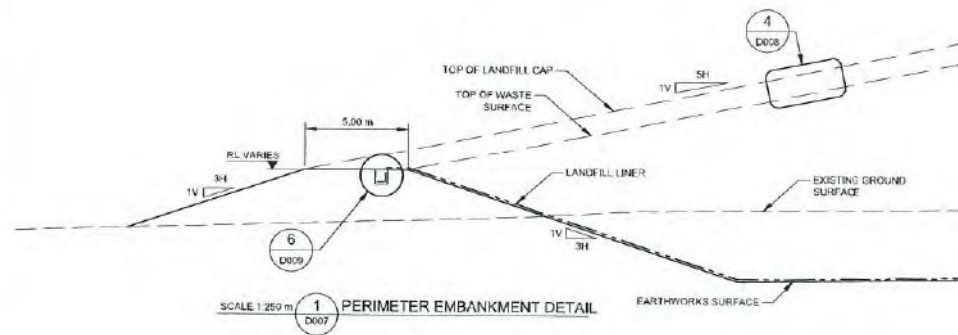 4
D008
TOP OF LANDFILL CAP
5H
1V
TOP OF WASTE
SURFACE
5.00 m
RL VARIES
LANDFILL LINER
3H
1V
EXISTING GROUND
SURFACE
6
D009
1V
3H
SCALE 1:250 m
1
D007
PERIMETER EMBANKMENT DETAIL
EARTHWORKS SURFACE